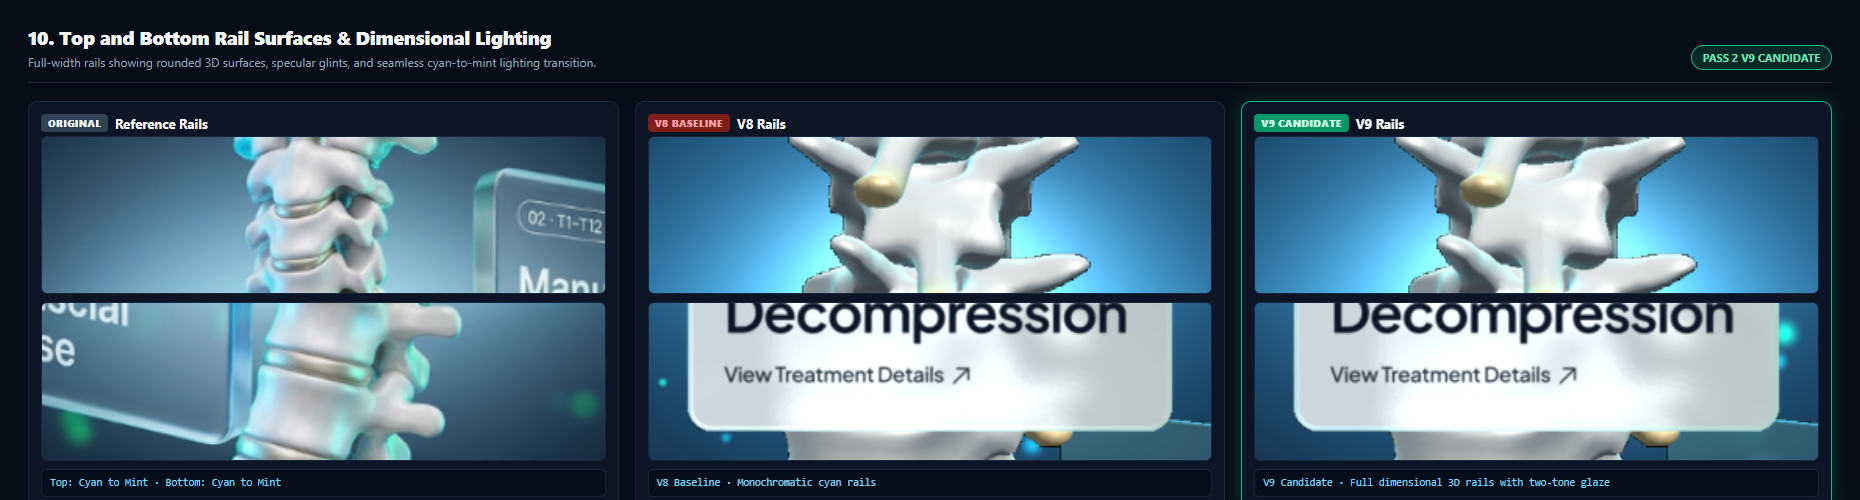 10. Top and Bottom Rail Surfaces & Dimensional Lighting
Full-width rails showing rounded 3D surfaces, specular glints, and seamless cyan-to-mint lighting transition.
PASS 2 V9 CANDIDATE
ORIGINAL Reference Rails
02 · T1-T12
Manu
scial
se
Top: Cyan to Mint · Bottom: Cyan to Mint
V8 BASELINE V8 Rails
Decompression
View Treatment Details ↗
V8 Baseline · Monochromatic cyan rails
V9 CANDIDATE V9 Rails
Decompression
View Treatment Details ↗
V9 Candidate · Full dimensional 3D rails with two-tone glaze